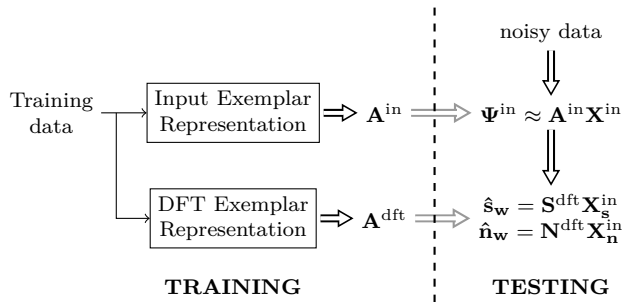 noisy data
Training
data
Input Exemplar
Representation
A^in
Ψ^in ≈ A^in X^in
DFT Exemplar
Representation
A^dft
ŝ_w = S^dft X_s^in
n̂_w = N^dft X_n^in
TRAINING
TESTING